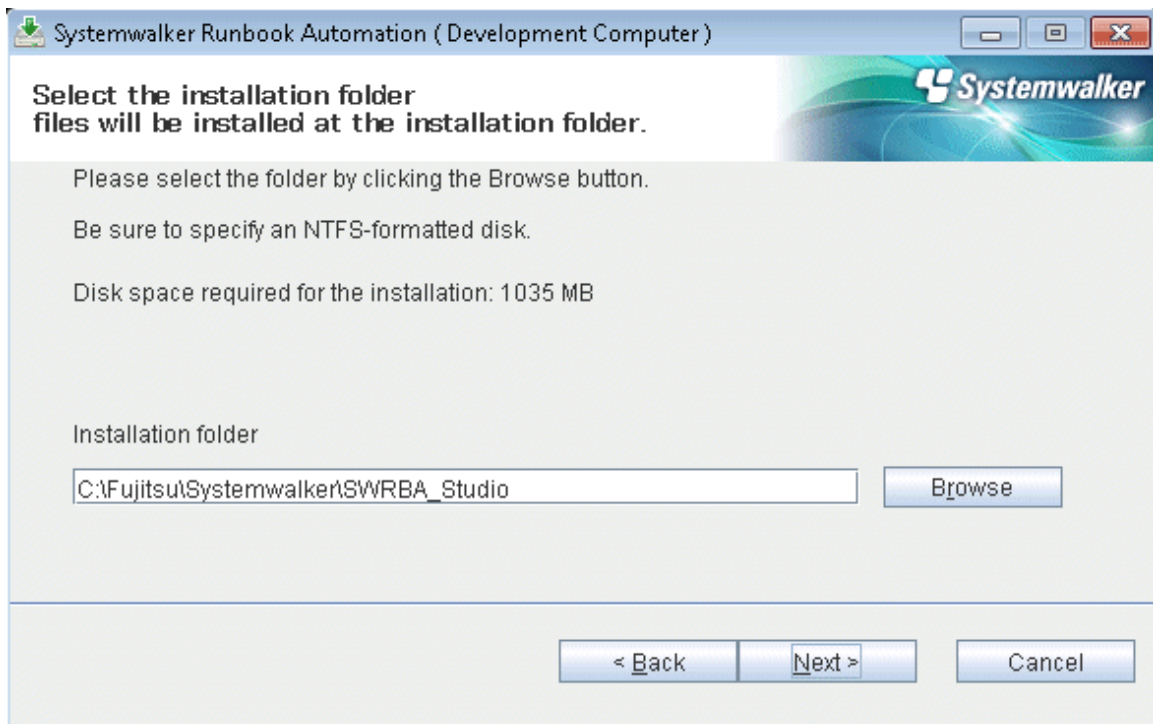 Systemwalker Runbook Automation ( Development Computer )
Select the installation folder
files will be installed at the installation folder.
Systemwalker
Please select the folder by clicking the Browse button.
Be sure to specify an NTFS-formatted disk.
Disk space required for the installation: 1035 MB
Installation folder
C:\Fujitsu\Systemwalker\SWRBA_Studio
Browse
< Back
Next >
Cancel